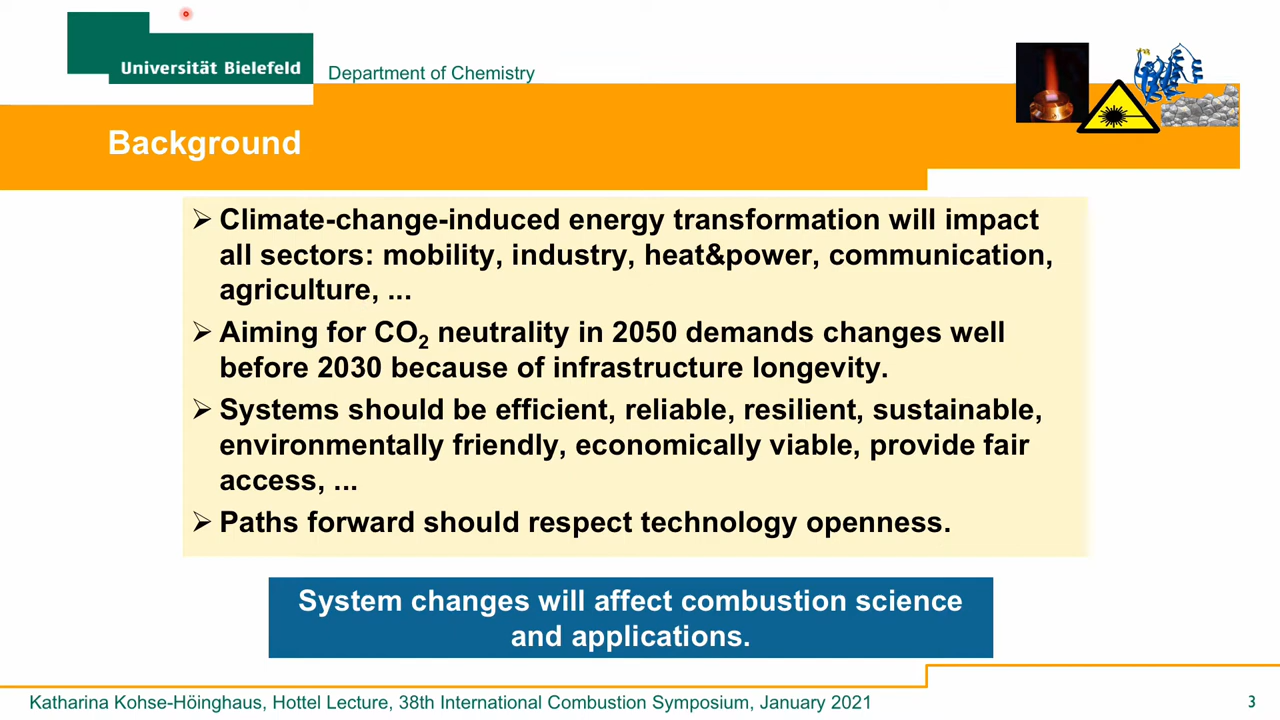 Universität Bielefeld
Department of Chemistry
Background
➢ Climate-change-induced energy transformation will impact
all sectors: mobility, industry, heat&power, communication,
agriculture, ...
➢ Aiming for CO₂ neutrality in 2050 demands changes well
before 2030 because of infrastructure longevity.
➢ Systems should be efficient, reliable, resilient, sustainable,
environmentally friendly, economically viable, provide fair
access, ...
➢ Paths forward should respect technology openness.
System changes will affect combustion science
and applications.
Katharina Kohse-Höinghaus, Hottel Lecture, 38th International Combustion Symposium, January 2021
3